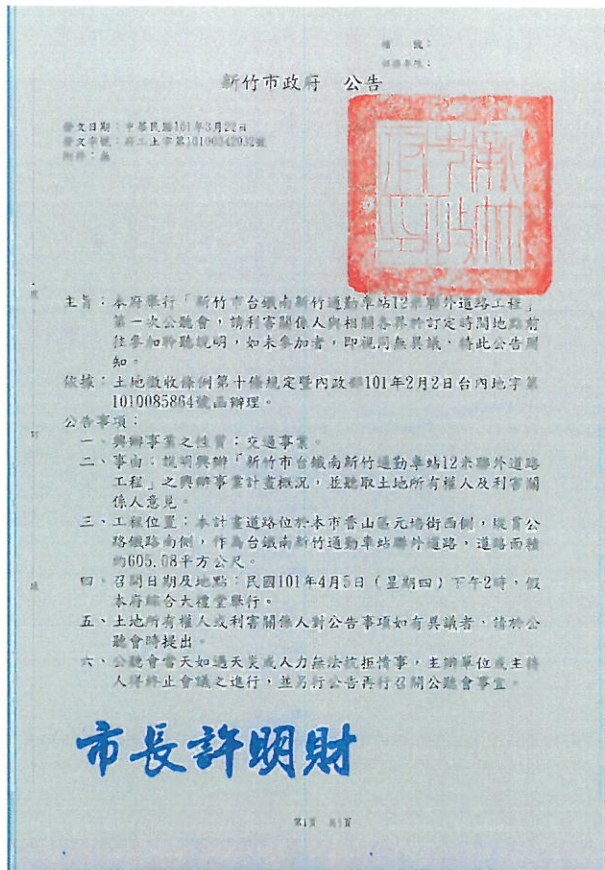 檔　號：
保存年限：
新竹市政府　公告
發文日期：中華民國101年3月22日
發文字號：府工土字第10100342932號
附件：無
主旨：本府舉行「新竹市台鐵南新竹通勤車站12米聯外道路工程」
第一次公聽會，請利害關係人與相關各界於訂定時間地點前
往參加聆聽說明，如未參加者，即視同無異議，特此公告周
知。
依據：土地徵收條例第十條規定暨內政部101年2月2日台內地字第
1010085864號函辦理。
公告事項：
一、興辦事業之性質：交通事業。
二、事由：說明興辦「新竹市台鐵南新竹通勤車站12米聯外道路
工程」之興辦事業計畫概況，並聽取土地所有權人及利害關
係人意見。
三、工程位置：本計畫道路位於本市香山區元培街西側，縱貫公
路鐵路南側，作為台鐵南新竹通勤車站聯外道路，道路面積
約605.08平方公尺。
四、召開日期及地點：民國101年4月5日（星期四）下午2時，假
本府綜合大禮堂舉行。
五、土地所有權人或利害關係人對公告事項如有異議者，請於公
聽會時提出。
六、公聽會當天如遇天災或人力無法抗拒情事，主辦單位或主持
人得終止會議之進行，並另行公告再行召開公聽會事宜。
市長許明財
第1頁　共1頁
訂
線